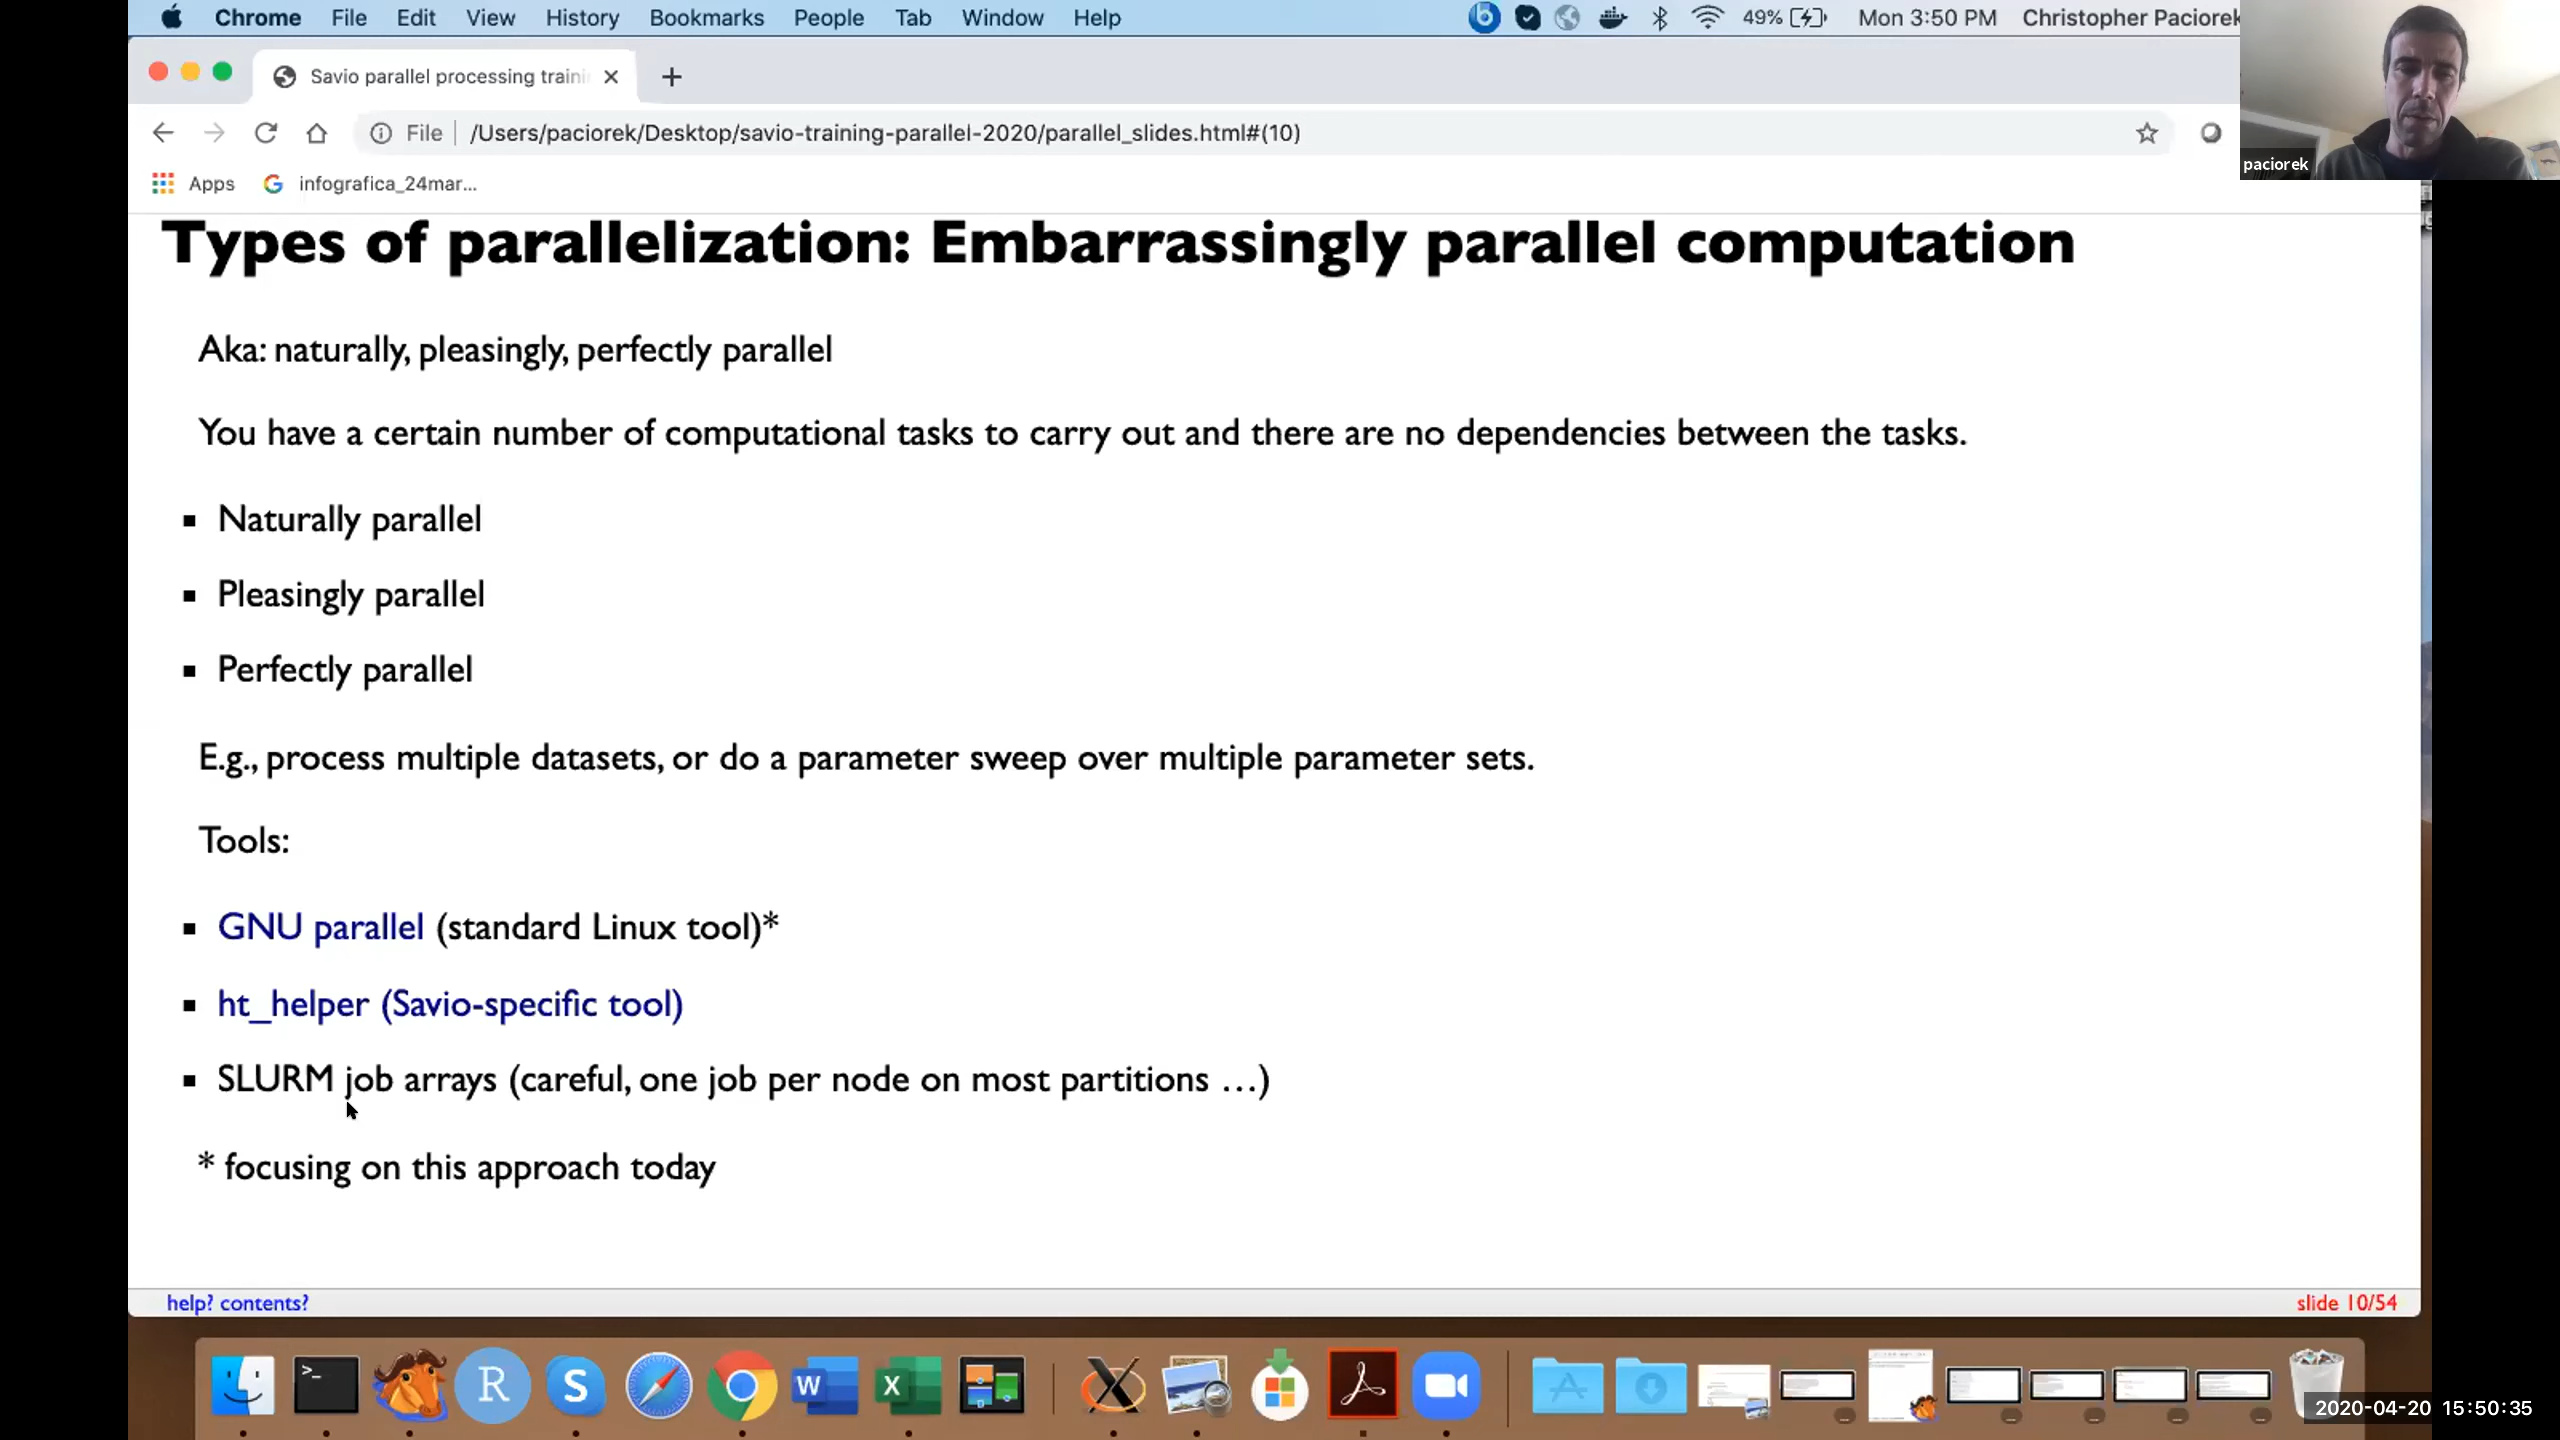 Chrome File Edit View History Bookmarks People Tab Window Help 49% Mon 3:50 PM Christopher Paciorek
Savio parallel processing traini
File /Users/paciorek/Desktop/savio-training-parallel-2020/parallel_slides.html#(10)
paciorek
Apps infografica_24mar...
Types of parallelization: Embarrassingly parallel computation
Aka: naturally, pleasingly, perfectly parallel
You have a certain number of computational tasks to carry out and there are no dependencies between the tasks.
▪ Naturally parallel
▪ Pleasingly parallel
▪ Perfectly parallel
E.g., process multiple datasets, or do a parameter sweep over multiple parameter sets.
Tools:
▪ GNU parallel (standard Linux tool)*
▪ ht_helper (Savio-specific tool)
▪ SLURM job arrays (careful, one job per node on most partitions …)
* focusing on this approach today
help? contents? slide 10/54
2020-04-20 15:50:35